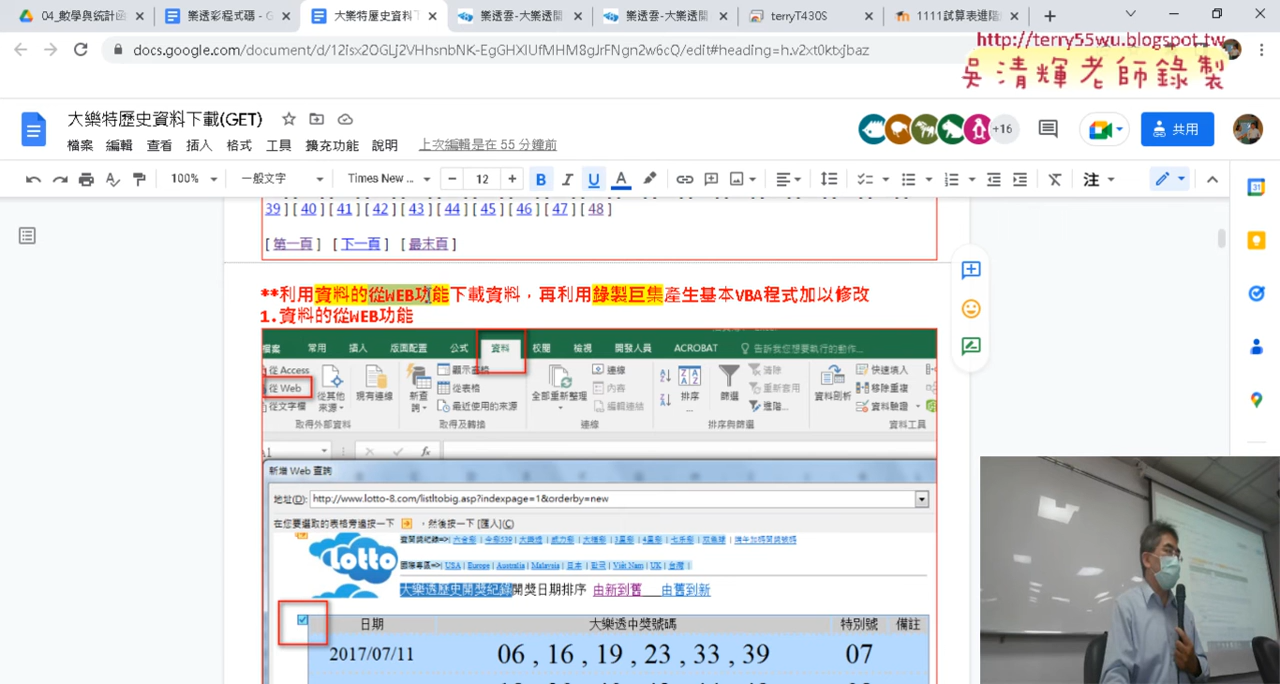 04_數學與統計函
樂透彩程式碼 - G
大樂特歷史資料下
樂透雲-大樂透開
樂透雲-大樂透開
terryT430S
1111試算表進階
docs.google.com/document/d/12isx2OGLj2VHhsnbNK-EgGHXlUfMHM8gJrFNgn2w6cQ/edit#heading=h.v2xt0ktxjbaz
http://terry55wu.blogspot.tw
吳清輝老師錄製
大樂特歷史資料下載(GET)
+16
共用
檔案 編輯 查看 插入 格式 工具 擴充功能 說明
上次編輯是在 55 分鐘前
100% 一般文字 Times New ... 12 B I U A 注
39 ] [ 40 ] [ 41 ] [ 42 ] [ 43 ] [ 44 ] [ 45 ] [ 46 ] [ 47 ] [ 48 ]
[ 第一頁 ] [ 下一頁 ] [ 最末頁 ]
**利用資料的從WEB功能下載資料，再利用錄製巨集產生基本VBA程式加以修改
1.資料的從WEB功能
檔案 常用 插入 版面配置 公式 資料 校閱 檢視 開發人員 ACROBAT 告訴我您想要執行的動作...
從 Access
從 Web
從文字檔
從其他來源
現有連線
新查詢
顯示查詢
從表格
最近使用的來源
全部重新整理
連線
內容
編輯連結
排序
篩選
清除
重新套用
進階...
資料剖析
快速填入
移除重複
資料驗證
取得外部資料 取得及轉換 連線 排序與篩選 資料工具
fx
新增 Web 查詢
地址(D): http://www.lotto-8.com/listltobig.asp?indexpage=1&orderby=new
在您要選取的表格旁邊按一下 ，然後按一下 [匯入](C)
Lotto
大樂透歷史開獎紀錄開獎日期排序 由新到舊 由舊到新
日期 大樂透中獎號碼 特別號 備註
2017/07/11 06 , 16 , 19 , 23 , 33 , 39 07